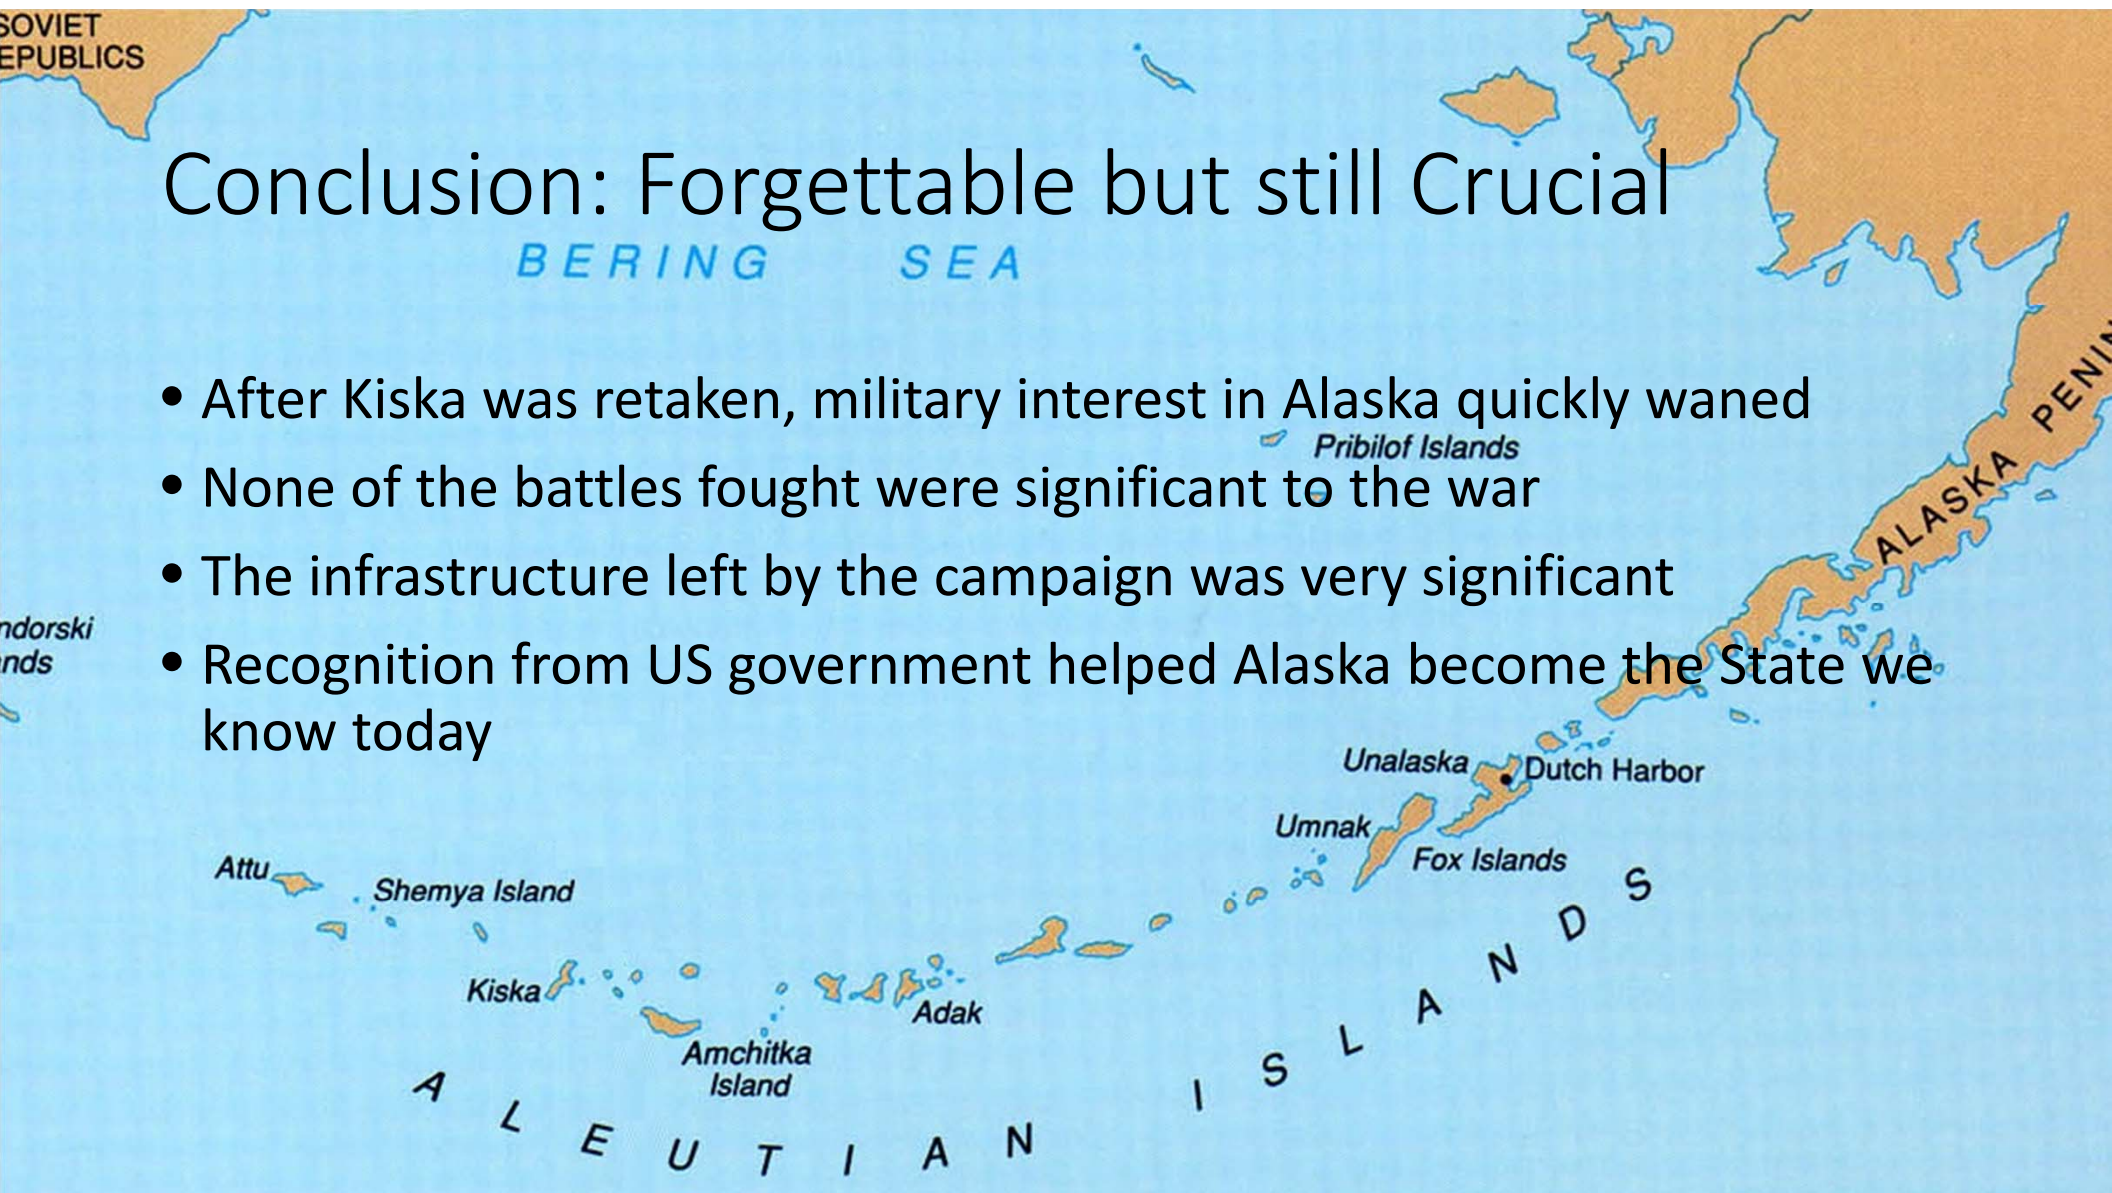 SOVIET
EPUBLICS
Conclusion: Forgettable but still Crucial
BERING SEA
• After Kiska was retaken, military interest in Alaska quickly waned
Pribilof Islands
• None of the battles fought were significant to the war
• The infrastructure left by the campaign was very significant
• Recognition from US government helped Alaska become the State we
know today
ALASKA PENIN
ndorski
nds
Unalaska
Dutch Harbor
Umnak
Fox Islands
Attu
Shemya Island
Kiska
Adak
Amchitka
Island
ALEUTIAN ISLANDS